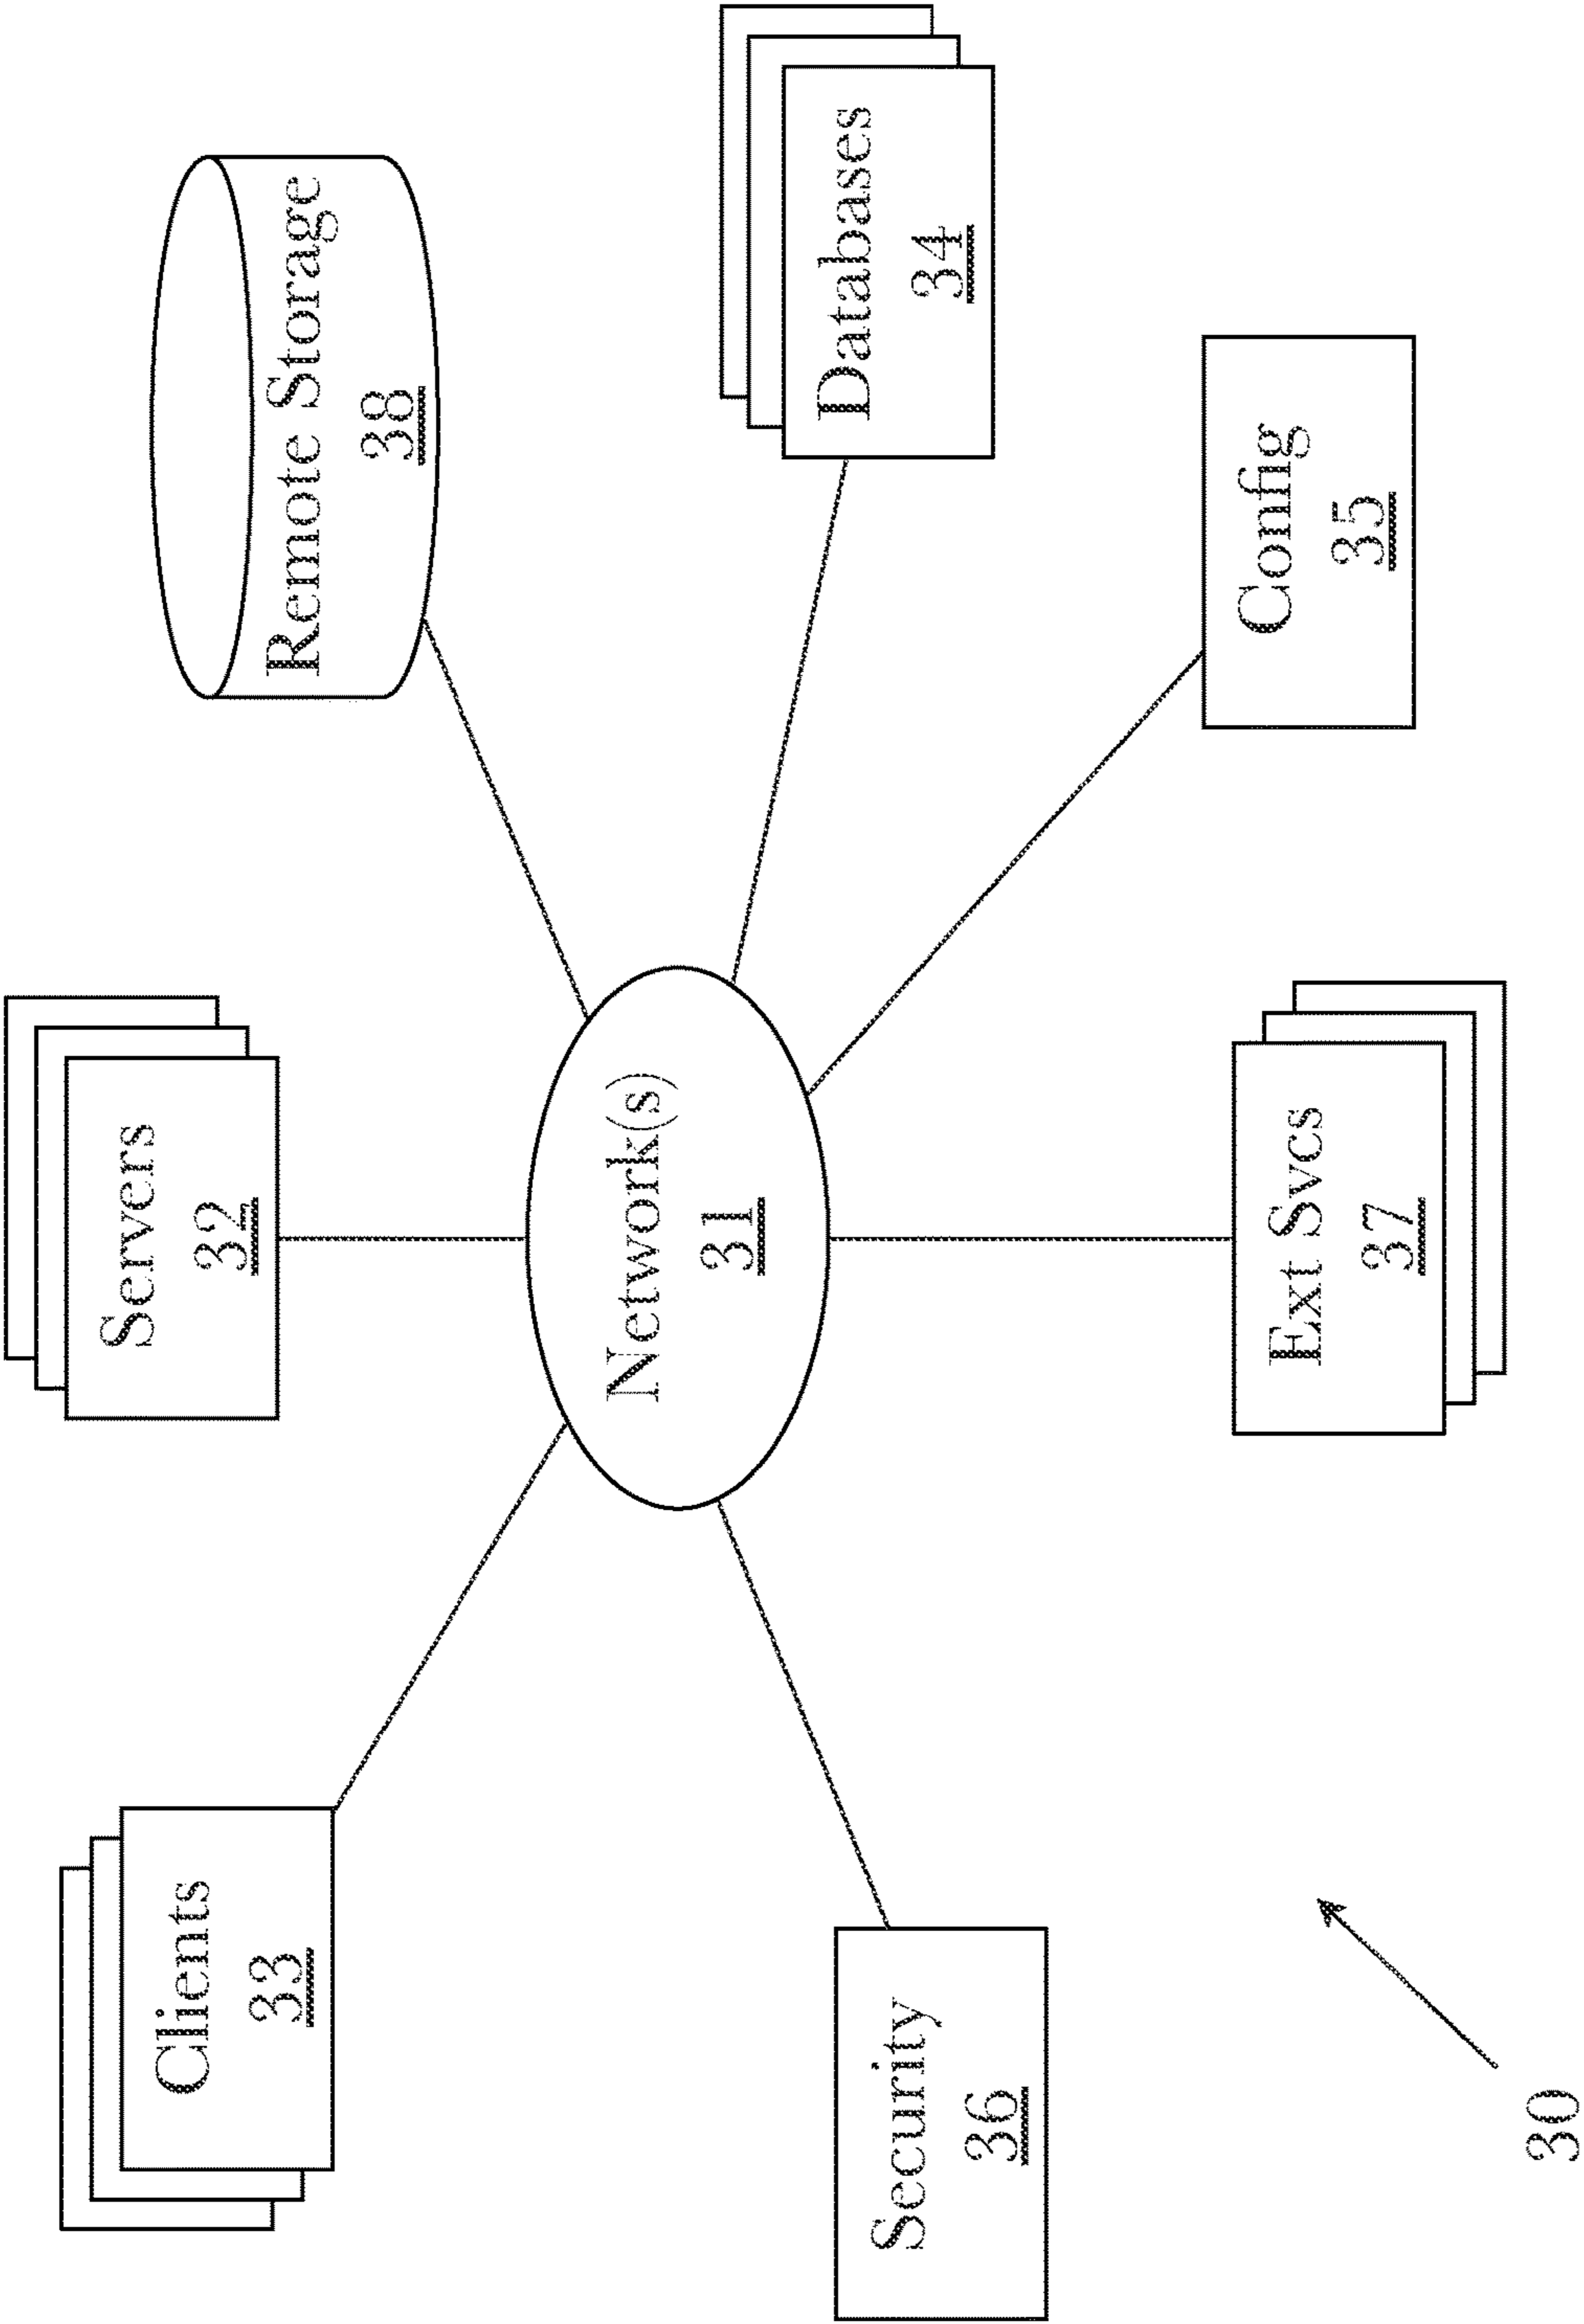 Clients
33
Servers
32
Remote Storage
38
Network(s)
31
Databases
34
Security
36
Ext Svcs
37
Config
35
30